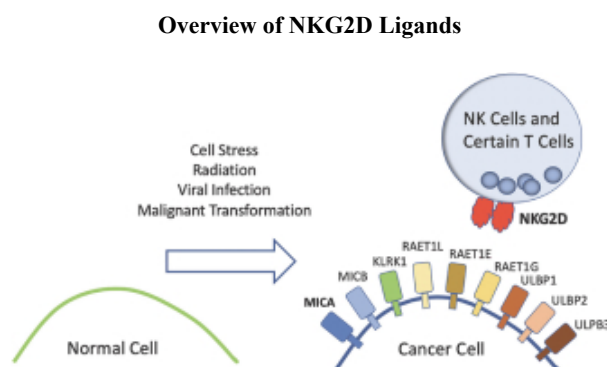 Overview of NKG2D Ligands
NK Cells and
Certain T Cells
Cell Stress
Radiation
Viral Infection
Malignant Transformation
NKG2D
MICA
MICB
KLRK1
RAET1L
RAET1E
RAET1G
ULBP1
ULBP2
ULPB3
Normal Cell
Cancer Cell